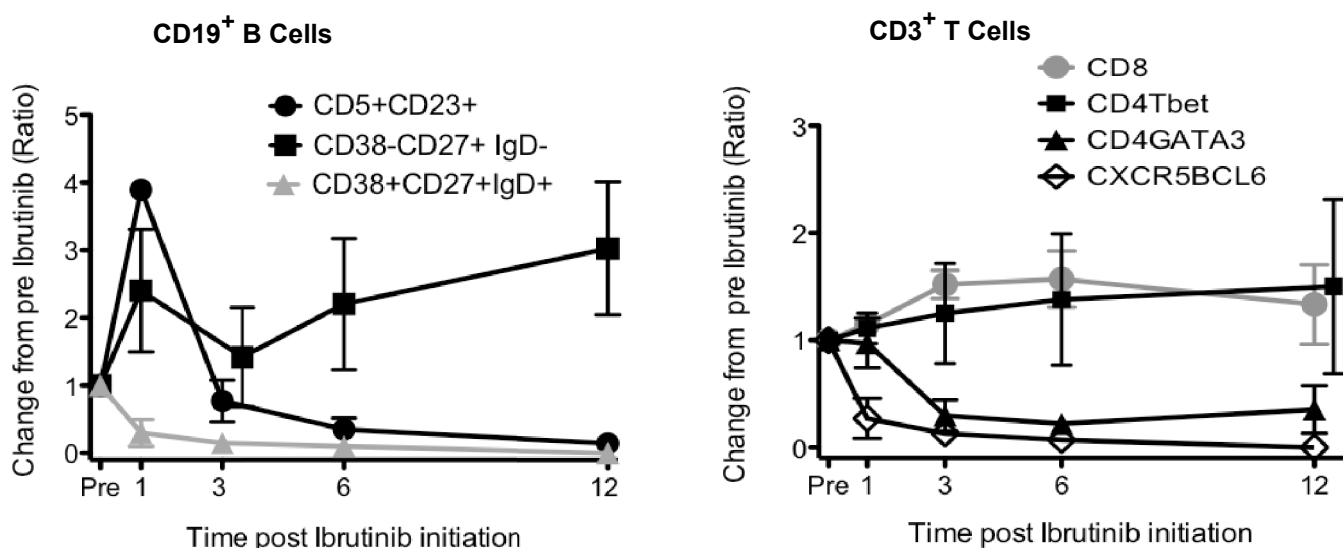 CD19+ B Cells
Change from pre Ibrutinib (Ratio)
5
4
3
2
1
0
CD5+CD23+
CD38-CD27+ IgD-
CD38+CD27+IgD+
Pre 1 3 6 12
Time post Ibrutinib initiation
CD3+ T Cells
Change from pre Ibrutinib (Ratio)
3
2
1
0
CD8
CD4Tbet
CD4GATA3
CXCR5BCL6
Pre 1 3 6 12
Time post Ibrutinib initiation